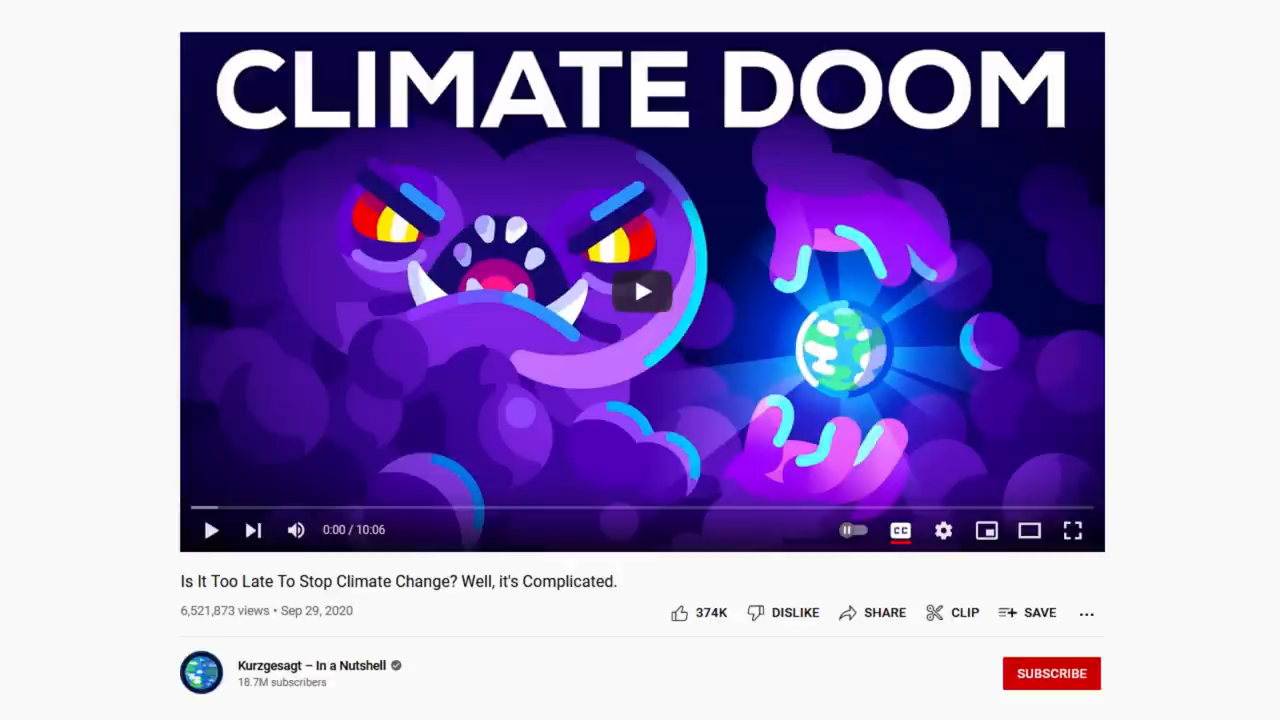 CLIMATE DOOM
0:00 / 10:06
CC
Is It Too Late To Stop Climate Change? Well, it's Complicated.
6,521,873 views • Sep 29, 2020
374K DISLIKE SHARE CLIP SAVE ...
Kurzgesagt – In a Nutshell
18.7M subscribers
SUBSCRIBE